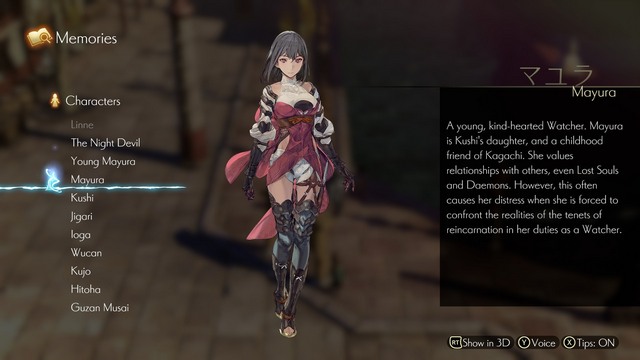 Memories
Characters
Linne
The Night Devil
Young Mayura
Mayura
Kushi
Jigari
Ioga
Wucan
Kujo
Hitoha
Guzan Musai
マユラ
Mayura
A young, kind-hearted Watcher. Mayura
is Kushi's daughter, and a childhood
friend of Kagachi. She values
relationships with others, even Lost Souls
and Daemons. However, this often
causes her distress when she is forced to
confront the realities of the tenets of
reincarnation in her duties as a Watcher.
RT Show in 3D Y Voice X Tips: ON